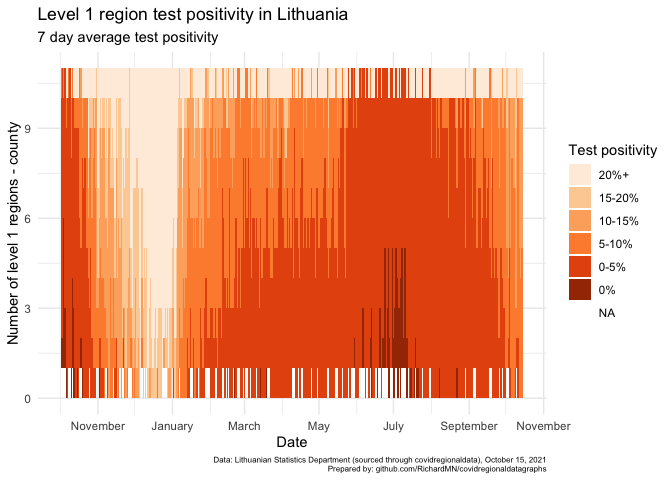 Level 1 region test positivity in Lithuania
7 day average test positivity
Number of level 1 regions - county
9
6
3
0
November
January
March
May
July
September
November
Date
Test positivity
20%+
15-20%
10-15%
5-10%
0-5%
0%
NA
Data: Lithuanian Statistics Department (sourced through covidregionaldata), October 15, 2021
Prepared by: github.com/RichardMN/covidregionaldatagraphs